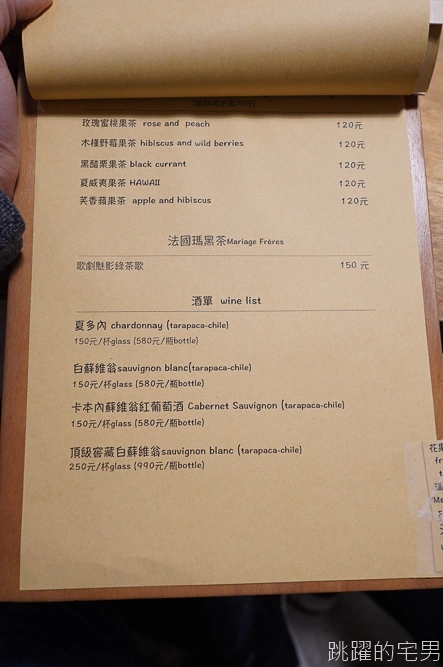 玫瑰蜜桃果茶 rose and peach 120元
木槿野莓果茶 hibiscus and wild berries 120元
黑醋栗果茶 black currant 120元
夏威夷果茶 HAWAII 120元
芙香蘋果茶 apple and hibiscus 120元
法國瑪黑茶Mariage Fréres
歌劇魅影綠茶歌 150 元
酒單 wine list
夏多內 chardonnay (tarapaca-chile)
150元/杯glass (580元/瓶bottle)
白蘇維翁sauvignon blanc(tarapaca-chile)
150元/杯glass (580元/瓶bottle)
卡本內蘇維翁紅葡萄酒 Cabernet Sauvignon (tarapaca-chile)
150元/杯glass (580元/瓶bottle)
頂級窖藏白蘇維翁sauvignon blanc (tarapaca-chile)
250元/杯glass (990元/瓶bottle)
花果
fr
t
Me
跳躍的宅男